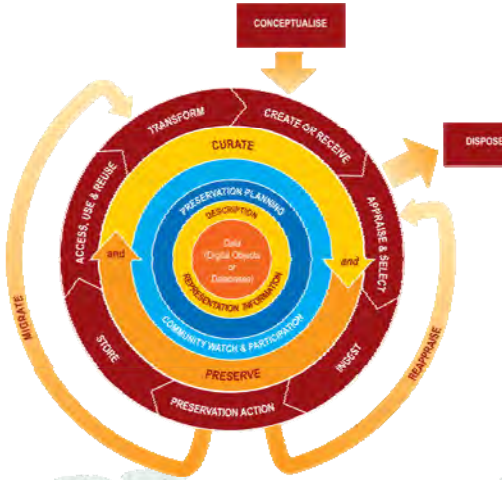 CONCEPTUALISE
CREATE OR RECEIVE
DISPOSE
APPRAISE & SELECT
REAPPRAISE
INGEST
PRESERVATION ACTION
STORE
MIGRATE
ACCESS, USE & REUSE
TRANSFORM
CURATE
and
PRESERVE
and
COMMUNITY WATCH & PARTICIPATION
PRESERVATION PLANNING
DESCRIPTION
REPRESENTATION INFORMATION
Data
(Digital Objects
or
Databases)